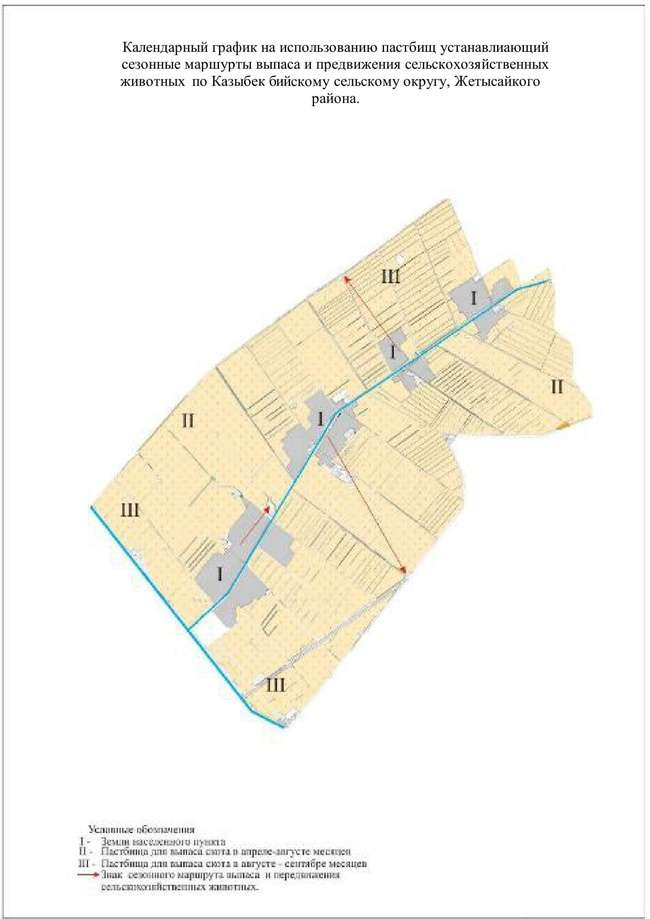 Календарный график на использованию пастбищ устанавлиающий
сезонные маршурты выпаса и предвижения сельскохозяйственных
животных по Казыбек бийскому сельскому округу, Жетысайкого
района.
III
I
I
II
I
II
III
I
III
Условные обозначения
I - Земли населенного пункта
II - Пастбища для выпаса скота в апреле-августе месяцев
III - Пастбища для выпаса скота в августе - сентябре месяцев
Знак сезонного маршрута выпаса и передвижения
сельскохозяйственных животных.